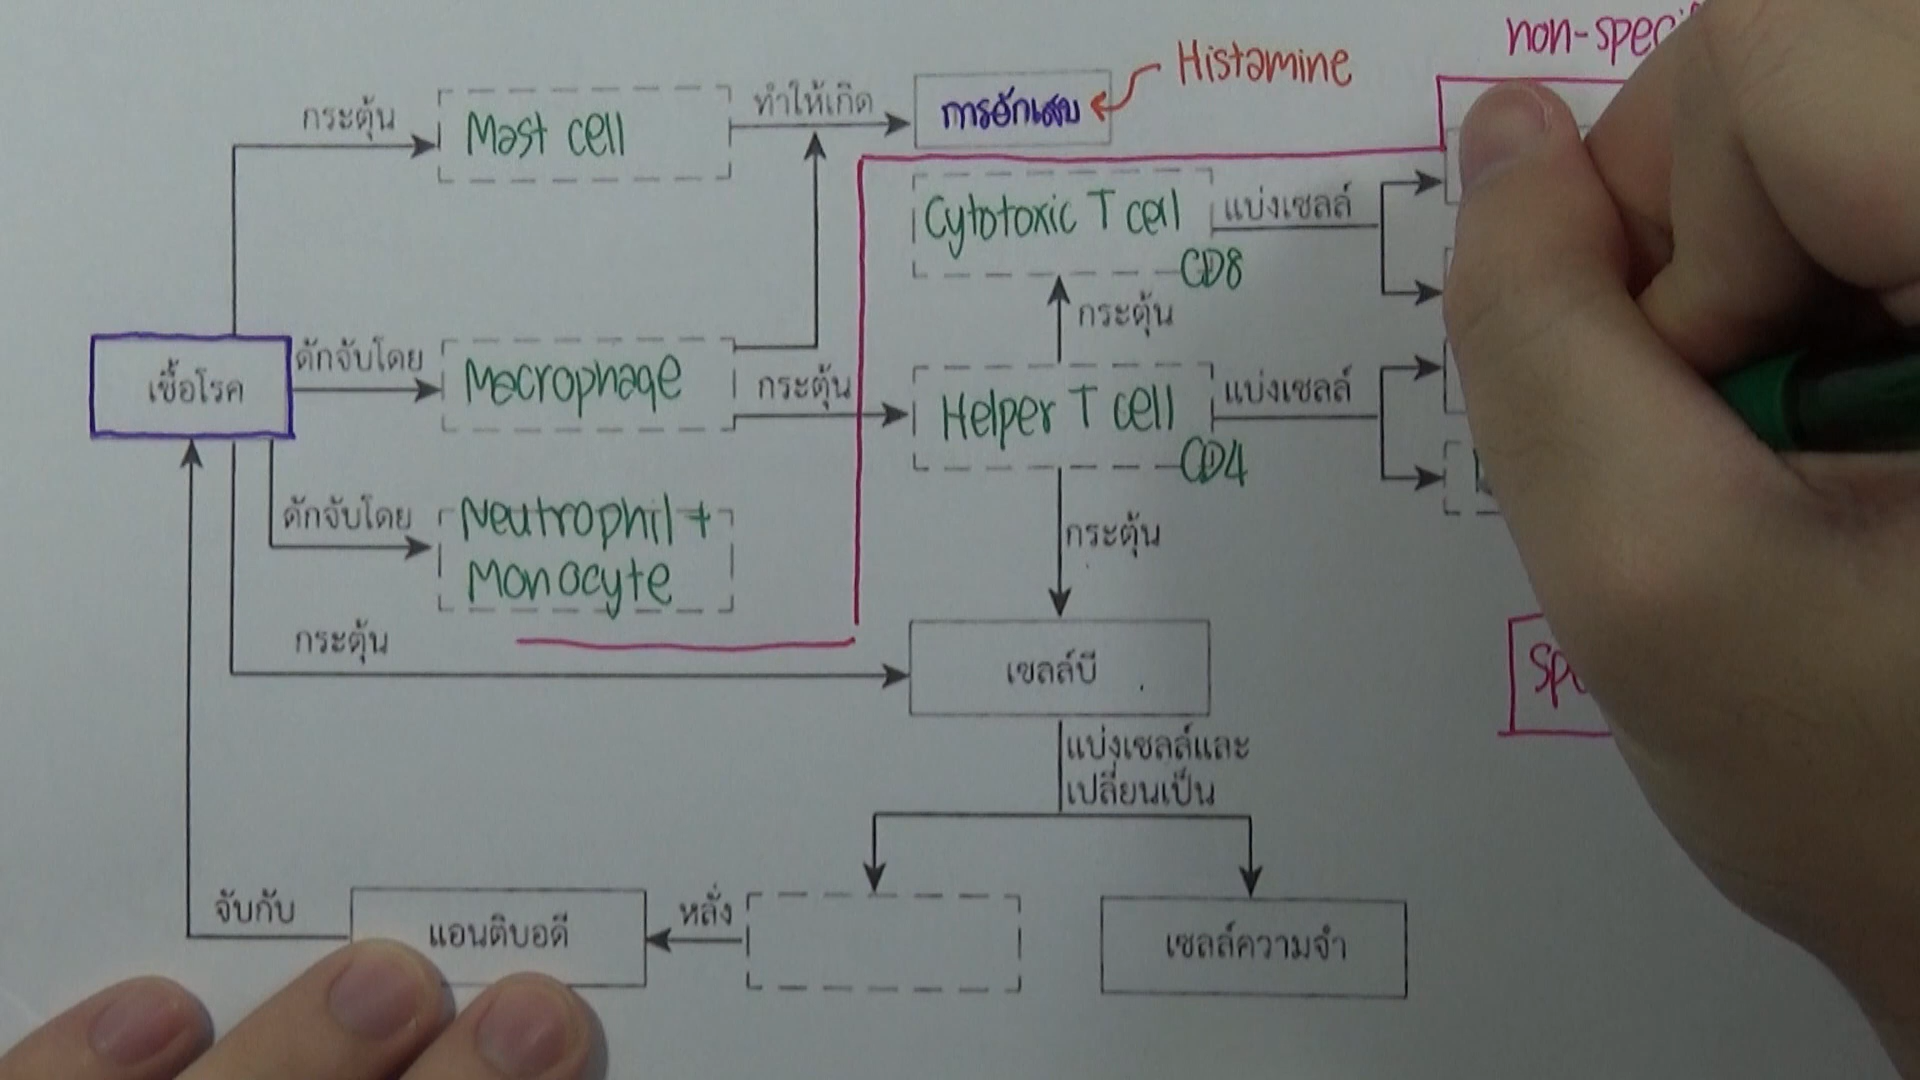 non-speci
Histamine
กระตุ้น
Mast cell
ทำให้เกิด
การอักเสบ
Cytotoxic T cell
แบ่งเซลล์
CD8
กระตุ้น
เชื้อโรค
ดักจับโดย
Macrophage
กระตุ้น
Helper T cell
แบ่งเซลล์
CD4
ดักจับโดย
Neutrophil +
Monocyte
กระตุ้น
กระตุ้น
เซลล์บี
แบ่งเซลล์และ
เปลี่ยนเป็น
จับกับ
แอนติบอดี
หลั่ง
เซลล์ความจำ